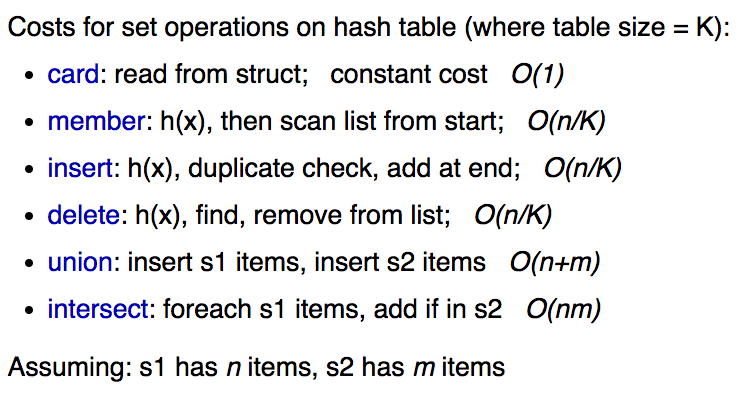 Costs for set operations on hash table (where table size = K):
• card: read from struct; constant cost O(1)
• member: h(x), then scan list from start; O(n/K)
• insert: h(x), duplicate check, add at end; O(n/K)
• delete: h(x), find, remove from list; O(n/K)
• union: insert s1 items, insert s2 items O(n+m)
• intersect: foreach s1 items, add if in s2 O(nm)
Assuming: s1 has n items, s2 has m items